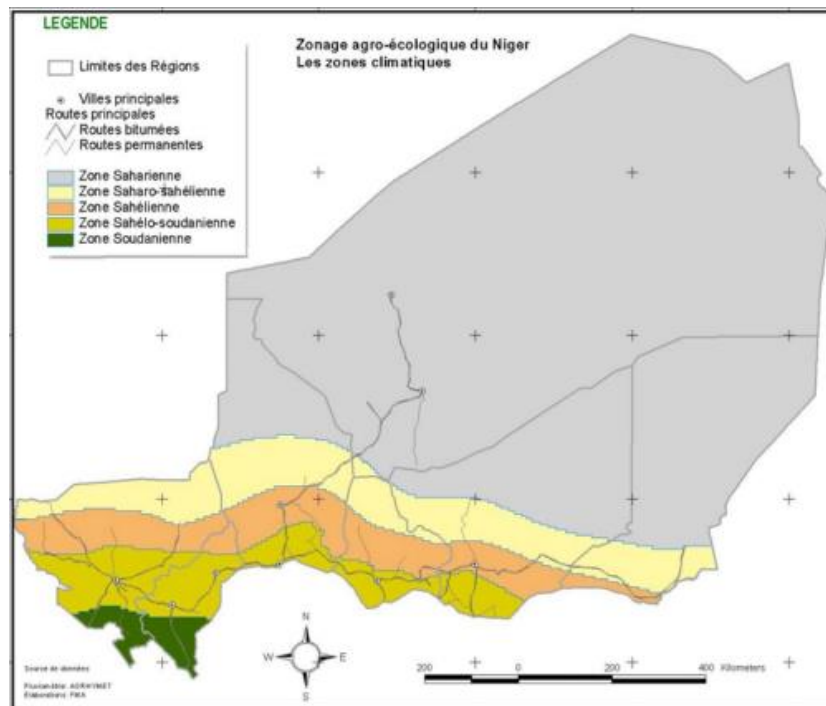 LEGENDE
Zonage agro-écologique du Niger
Les zones climatiques
Limites des Régions
Villes principales
Routes principales
Routes bitumées
Routes permanentes
Zone Saharienne
Zone Saharo-sahélienne
Zone Sahélienne
Zone Sahélo-soudanienne
Zone Soudanienne
N
W E
S
Source de données
Pluviométrie: AGRHYMET
200 0 200 400 Kilometers